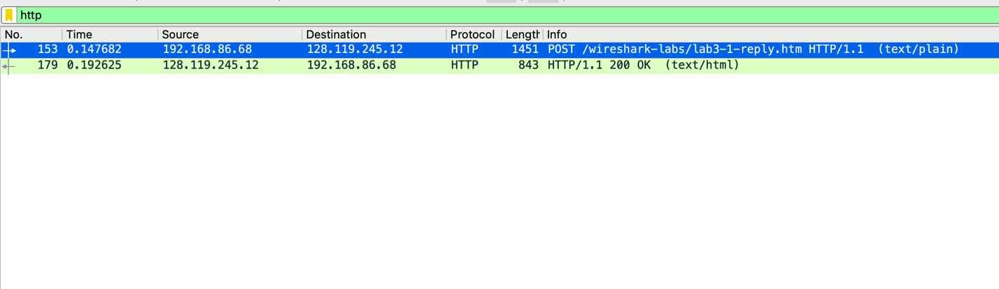 http
No. Time Source Destination Protocol Length Info
153 0.147682 192.168.86.68 128.119.245.12 HTTP 1451 POST /wireshark-labs/lab3-1-reply.htm HTTP/1.1 (text/plain)
179 0.192625 128.119.245.12 192.168.86.68 HTTP 843 HTTP/1.1 200 OK (text/html)